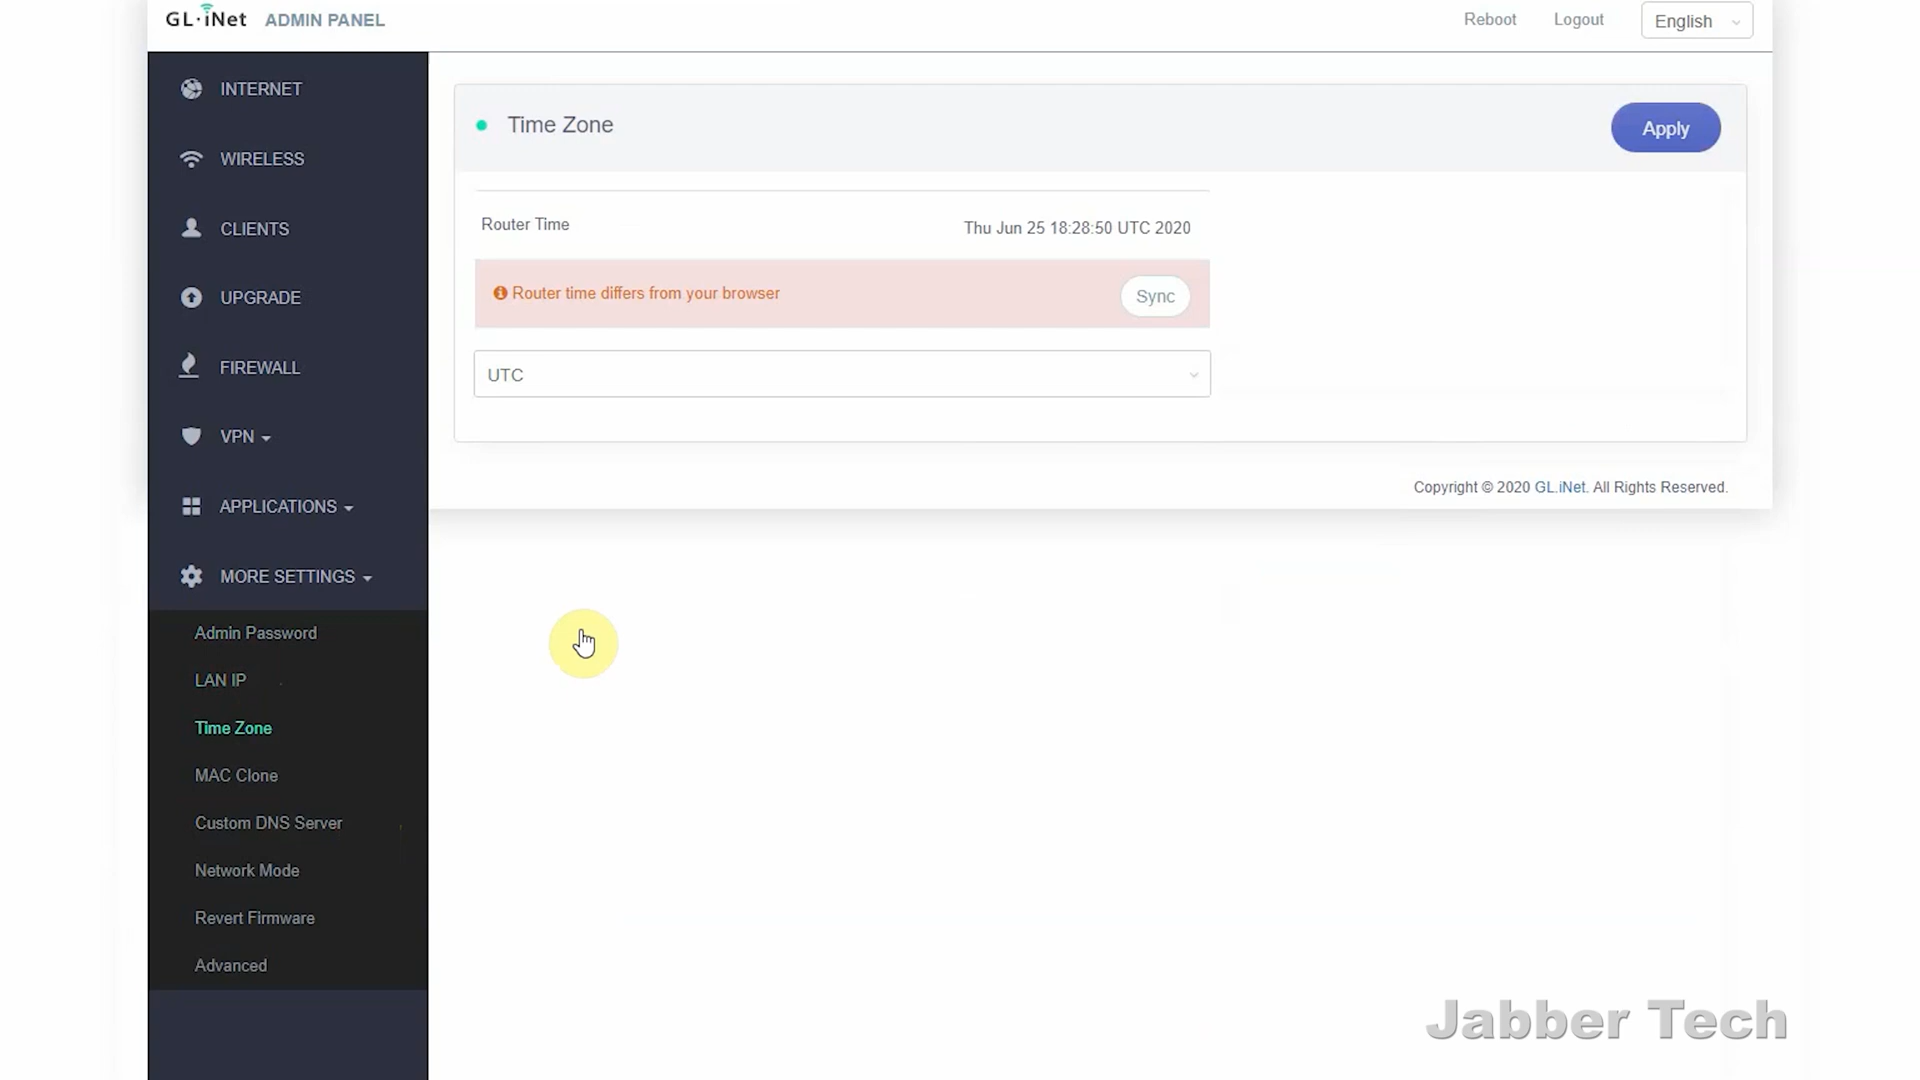 GL·iNet ADMIN PANEL
Reboot
Logout
English
INTERNET
WIRELESS
CLIENTS
UPGRADE
FIREWALL
VPN
APPLICATIONS
MORE SETTINGS
Admin Password
LAN IP
Time Zone
MAC Clone
Custom DNS Server
Network Mode
Revert Firmware
Advanced
Time Zone
Apply
Router Time
Thu Jun 25 18:28:50 UTC 2020
Router time differs from your browser
Sync
UTC
Copyright © 2020 GL.iNet. All Rights Reserved.
Jabber Tech